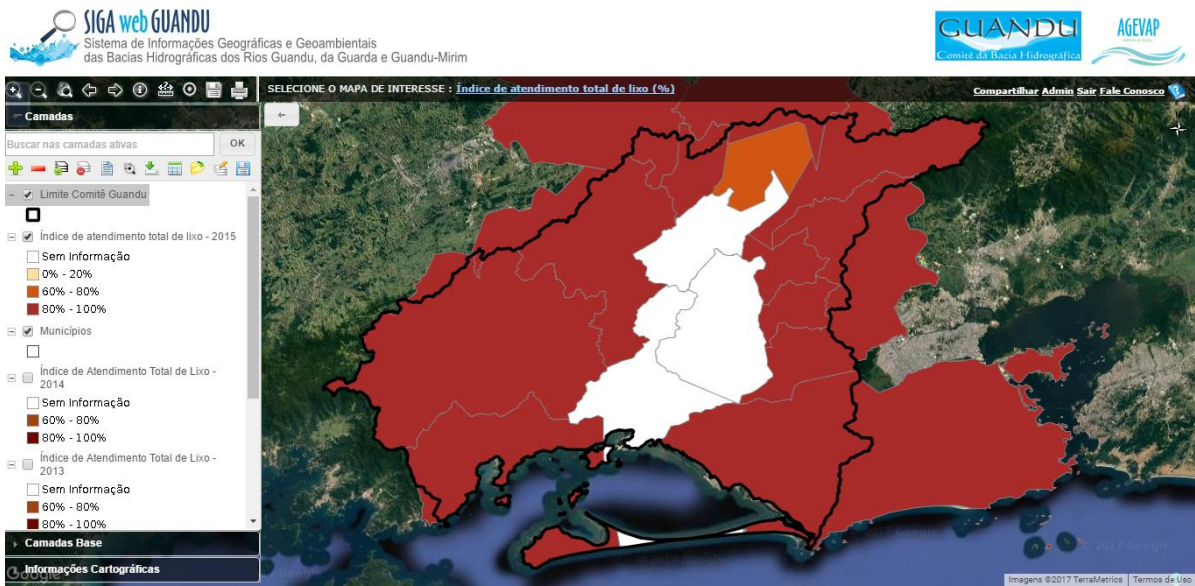 SIGA web GUANDU
Sistema de Informações Geográficas e Geoambientais
das Bacias Hidrográficas dos Rios Guandu, da Guarda e Guandu-Mirim
GUANDU
Comitê da Bacia Hidrográfica
AGEVAP
SELECIONE O MAPA DE INTERESSE : Índice de atendimento total de lixo (%)
Compartilhar Admin Sair Fale Conosco
Camadas
Buscar nas camadas ativas
OK
Limite Comitê Guandu
Índice de atendimento total de lixo - 2015
Sem Informação
0% - 20%
60% - 80%
80% - 100%
Municípios
Índice de Atendimento Total de Lixo -
2014
Sem Informação
60% - 80%
80% - 100%
Índice de Atendimento Total de Lixo -
2013
Sem Informação
60% - 80%
80% - 100%
Camadas Base
Informações Cartográficas
Google
© 2017 Google
Imagens ©2017 TerraMetrics
Termos de Uso